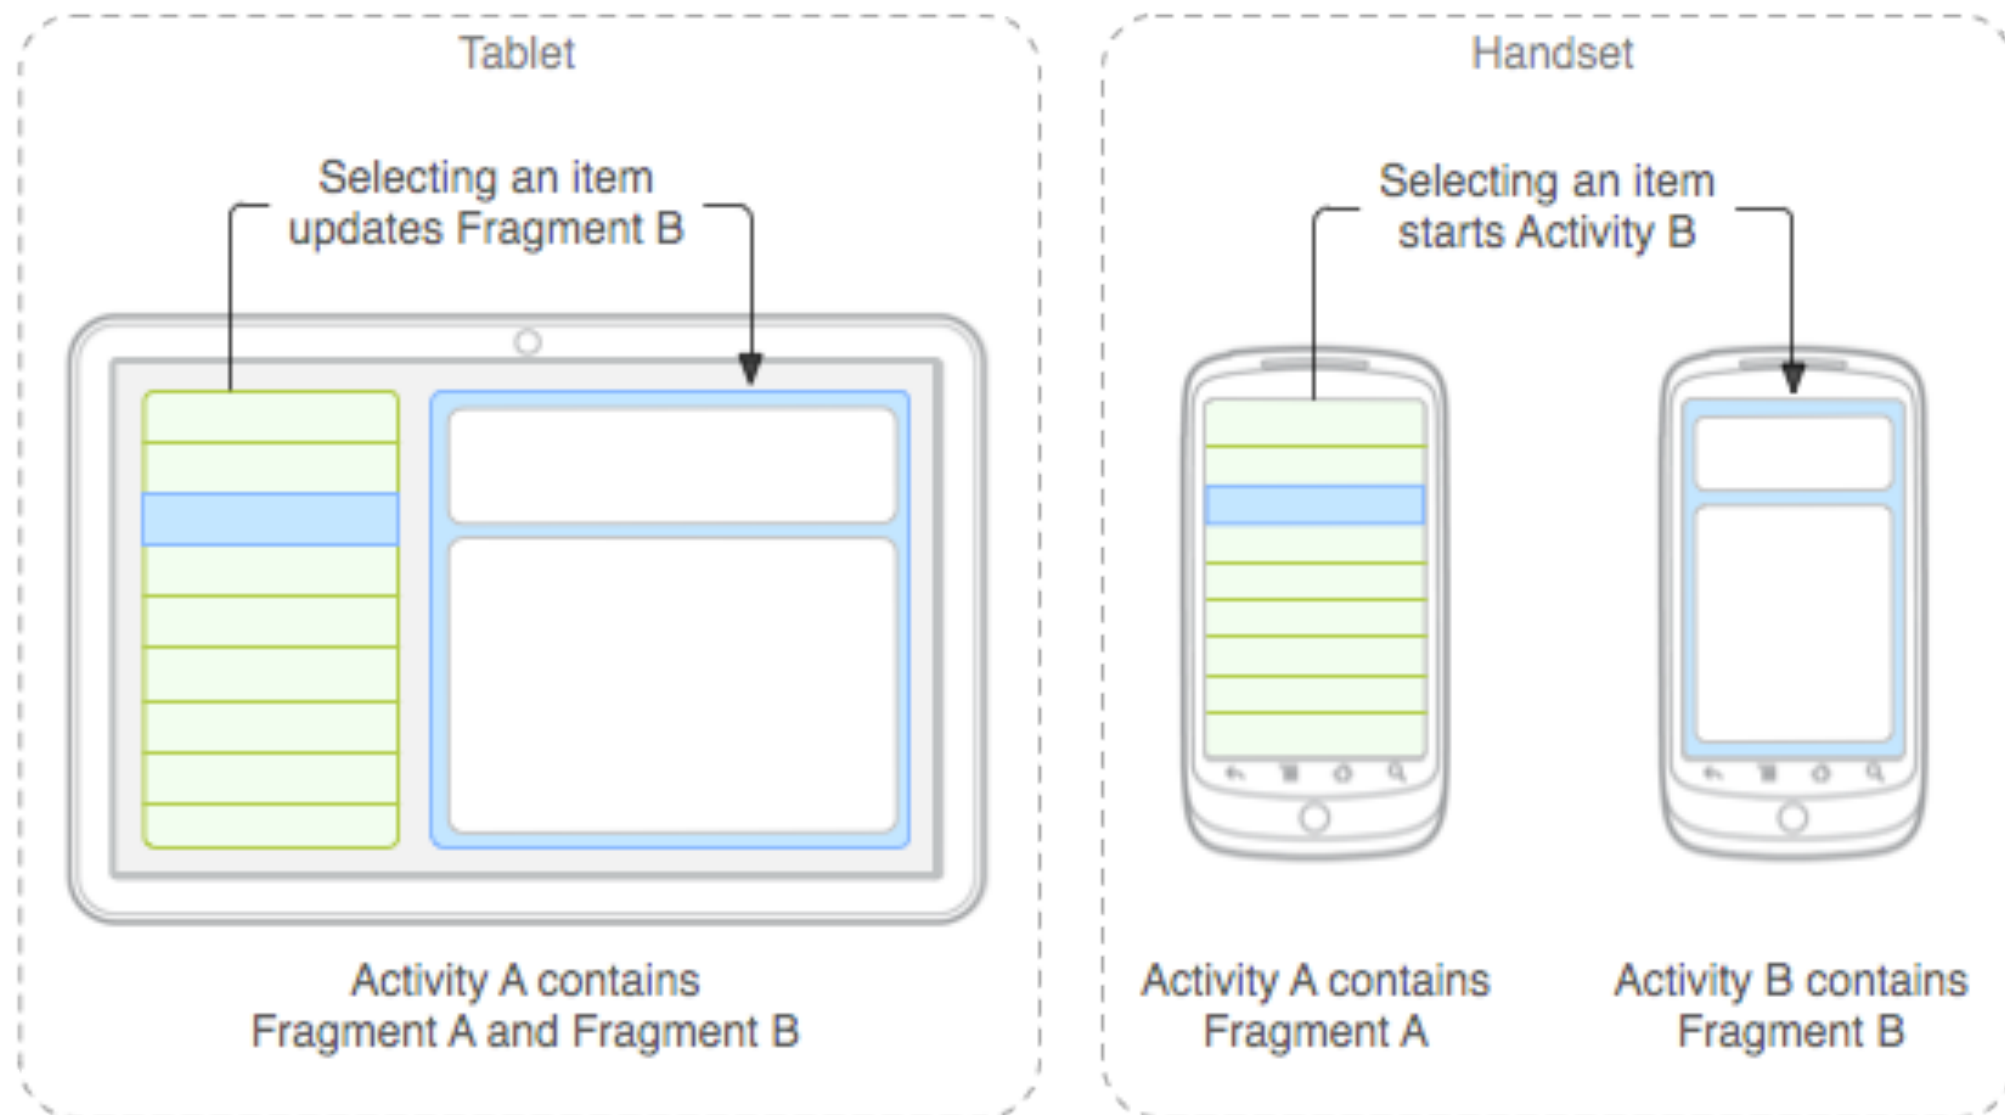 Tablet
Selecting an item
updates Fragment B
Activity A contains
Fragment A and Fragment B
Handset
Selecting an item
starts Activity B
Activity A contains
Fragment A
Activity B contains
Fragment B